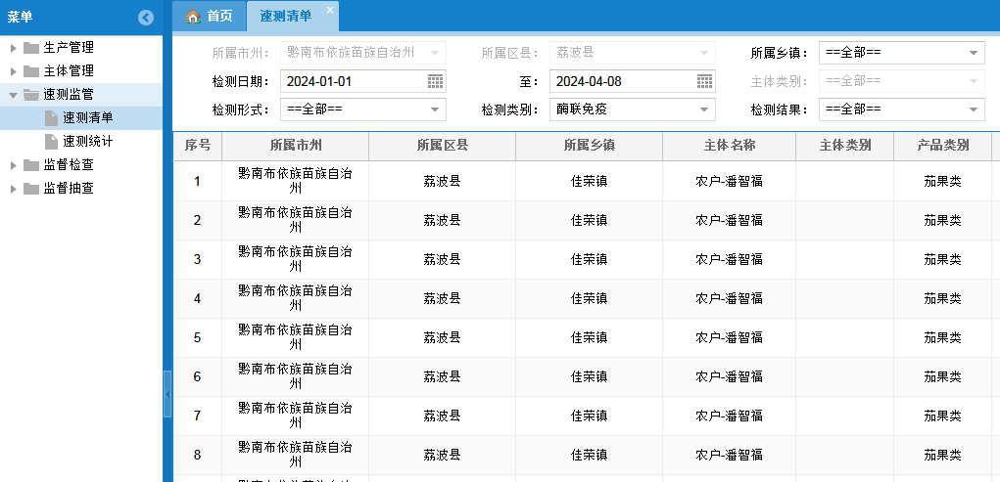 菜单
首页
速测清单
生产管理
主体管理
速测监管
速测清单
速测统计
监督检查
监督抽查
所属市州： 黔南布依族苗族自治州 所属区县： 荔波县 所属乡镇： ==全部==
检测日期： 2024-01-01 至： 2024-04-08 主体类别： ==全部==
检测形式： ==全部== 检测类别： 酶联免疫 检测结果： ==全部==
序号 所属市州 所属区县 所属乡镇 主体名称 主体类别 产品类别
1 黔南布依族苗族自治州 荔波县 佳荣镇 农户-潘智福 茄果类
2 黔南布依族苗族自治州 荔波县 佳荣镇 农户-潘智福 茄果类
3 黔南布依族苗族自治州 荔波县 佳荣镇 农户-潘智福 茄果类
4 黔南布依族苗族自治州 荔波县 佳荣镇 农户-潘智福 茄果类
5 黔南布依族苗族自治州 荔波县 佳荣镇 农户-潘智福 茄果类
6 黔南布依族苗族自治州 荔波县 佳荣镇 农户-潘智福 茄果类
7 黔南布依族苗族自治州 荔波县 佳荣镇 农户-潘智福 茄果类
8 黔南布依族苗族自治州 荔波县 佳荣镇 农户-潘智福 茄果类